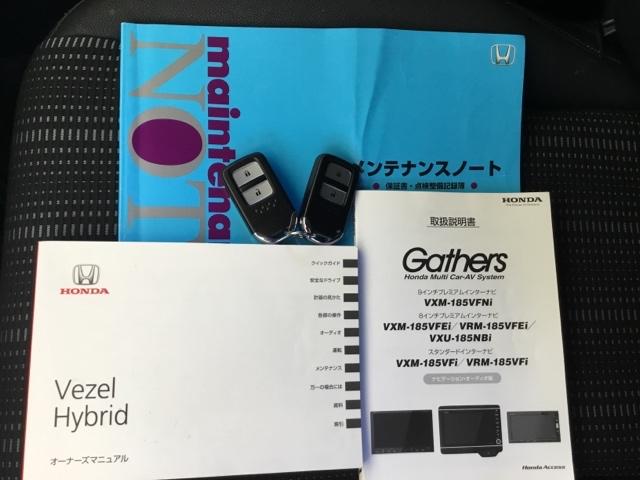 maintena
NOT
メンテナンスノート
保証書・点検整備記録簿
HONDA
取扱説明書
Gathers
Honda Multi Car-AV System
9インチプレミアムインターナビ
VXM-185VFNi
8インチプレミアムインターナビ
VXM-185VFEi/VRM-185VFEi/
VXU-185NBi
スタンダードインターナビ
VXM-185VFi/VRM-185VFi
ナビゲーション・オーディオ編
Honda Access
HONDA
Vezel
Hybrid
オーナーズマニュアル
クイックガイド
安全なドライブ
計器の見かた
各部の操作
オーディオ
運転
メンテナンス
万一の場合には
資料
索引